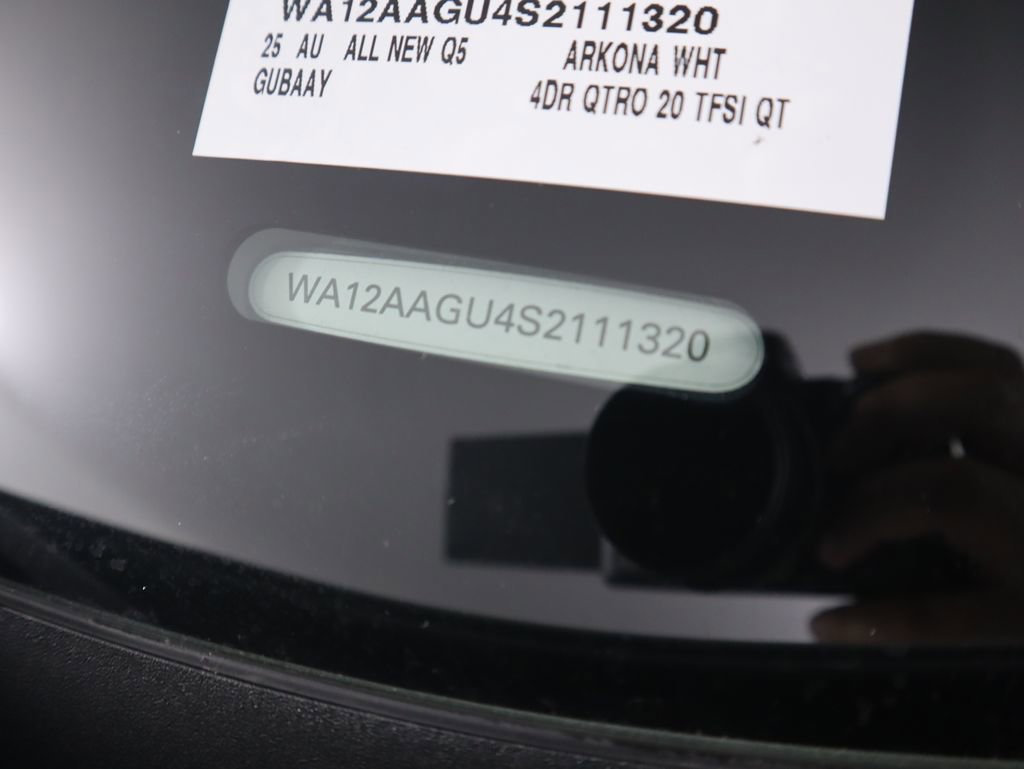 WA12AAGU4S2111320
25 AU ALL NEW Q5 ARKONA WHT
GUBAAY 4DR QTRO 20 TFSI QT
WA12AAGU4S2111320